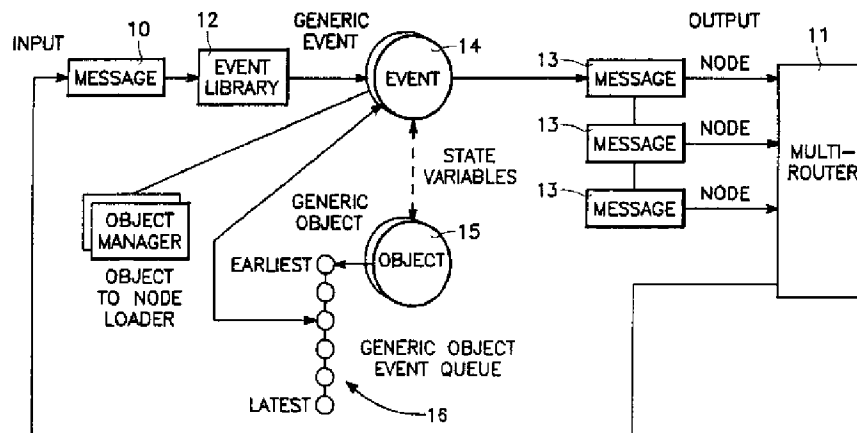 INPUT
10
MESSAGE
12
EVENT
LIBRARY
GENERIC
EVENT
14
EVENT
OUTPUT
13
MESSAGE
NODE
13
MESSAGE
NODE
13
MESSAGE
NODE
11
MULTI-
ROUTER
STATE
VARIABLES
OBJECT
MANAGER
OBJECT
TO NODE
LOADER
GENERIC
OBJECT
15
OBJECT
EARLIEST
GENERIC OBJECT
EVENT QUEUE
LATEST
16